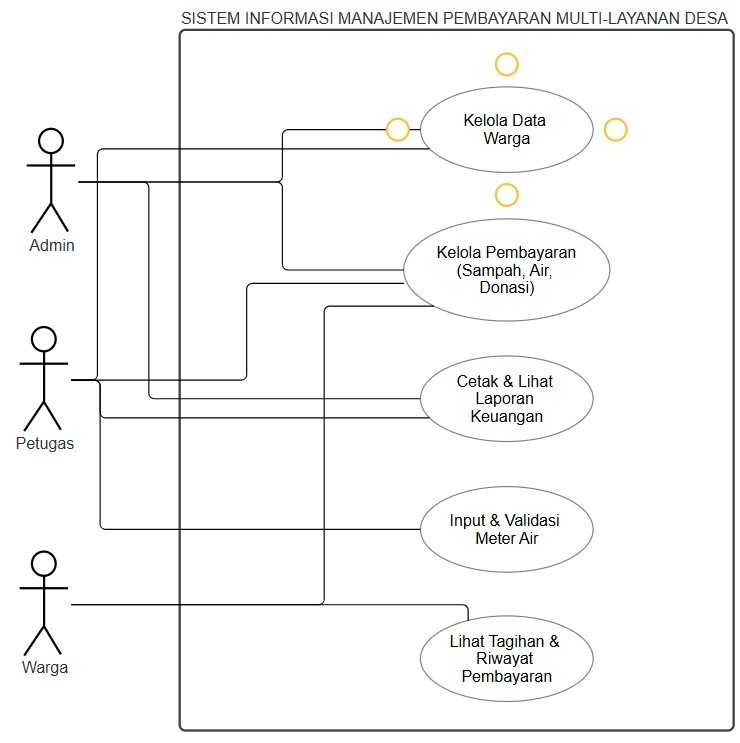 SISTEM INFORMASI MANAJEMEN PEMBAYARAN MULTI-LAYANAN DESA
Kelola Data
Warga
Admin
Kelola Pembayaran
(Sampah, Air,
Donasi)
Petugas
Cetak & Lihat
Laporan
Keuangan
Input & Validasi
Meter Air
Warga
Lihat Tagihan &
Riwayat
Pembayaran